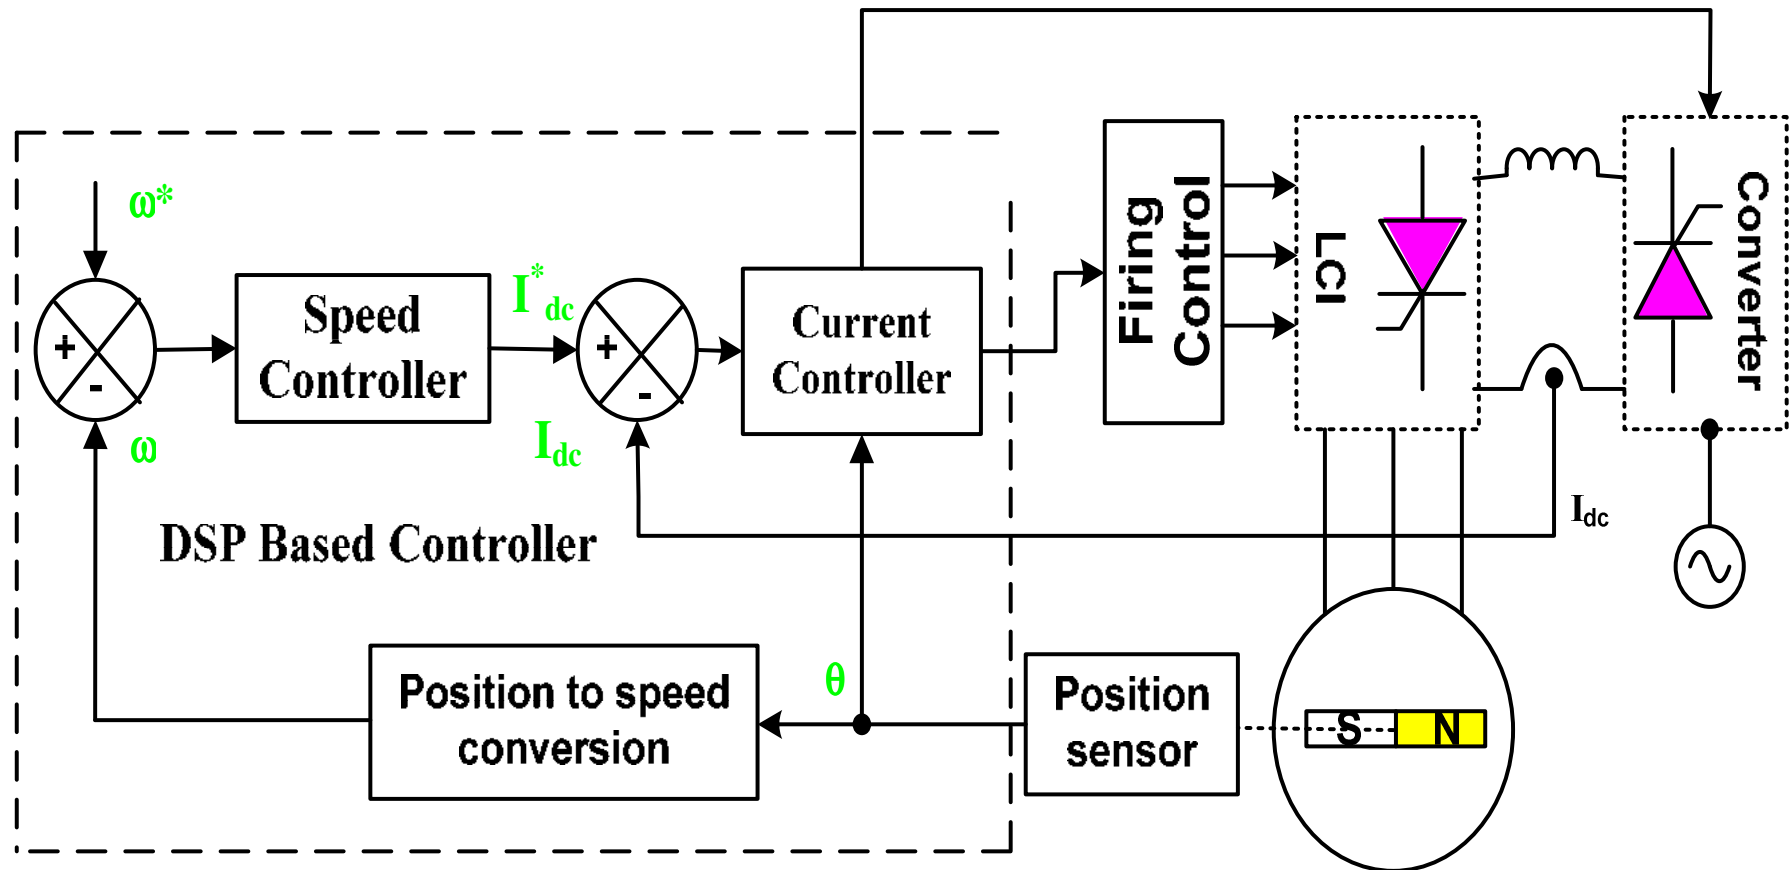 ω*
+
-
ω
Speed
Controller
I*dc
+
-
Idc
Current
Controller
Firing
Control
LCI
Converter
Idc
DSP Based Controller
Position to speed
conversion
θ
Position
sensor
S N